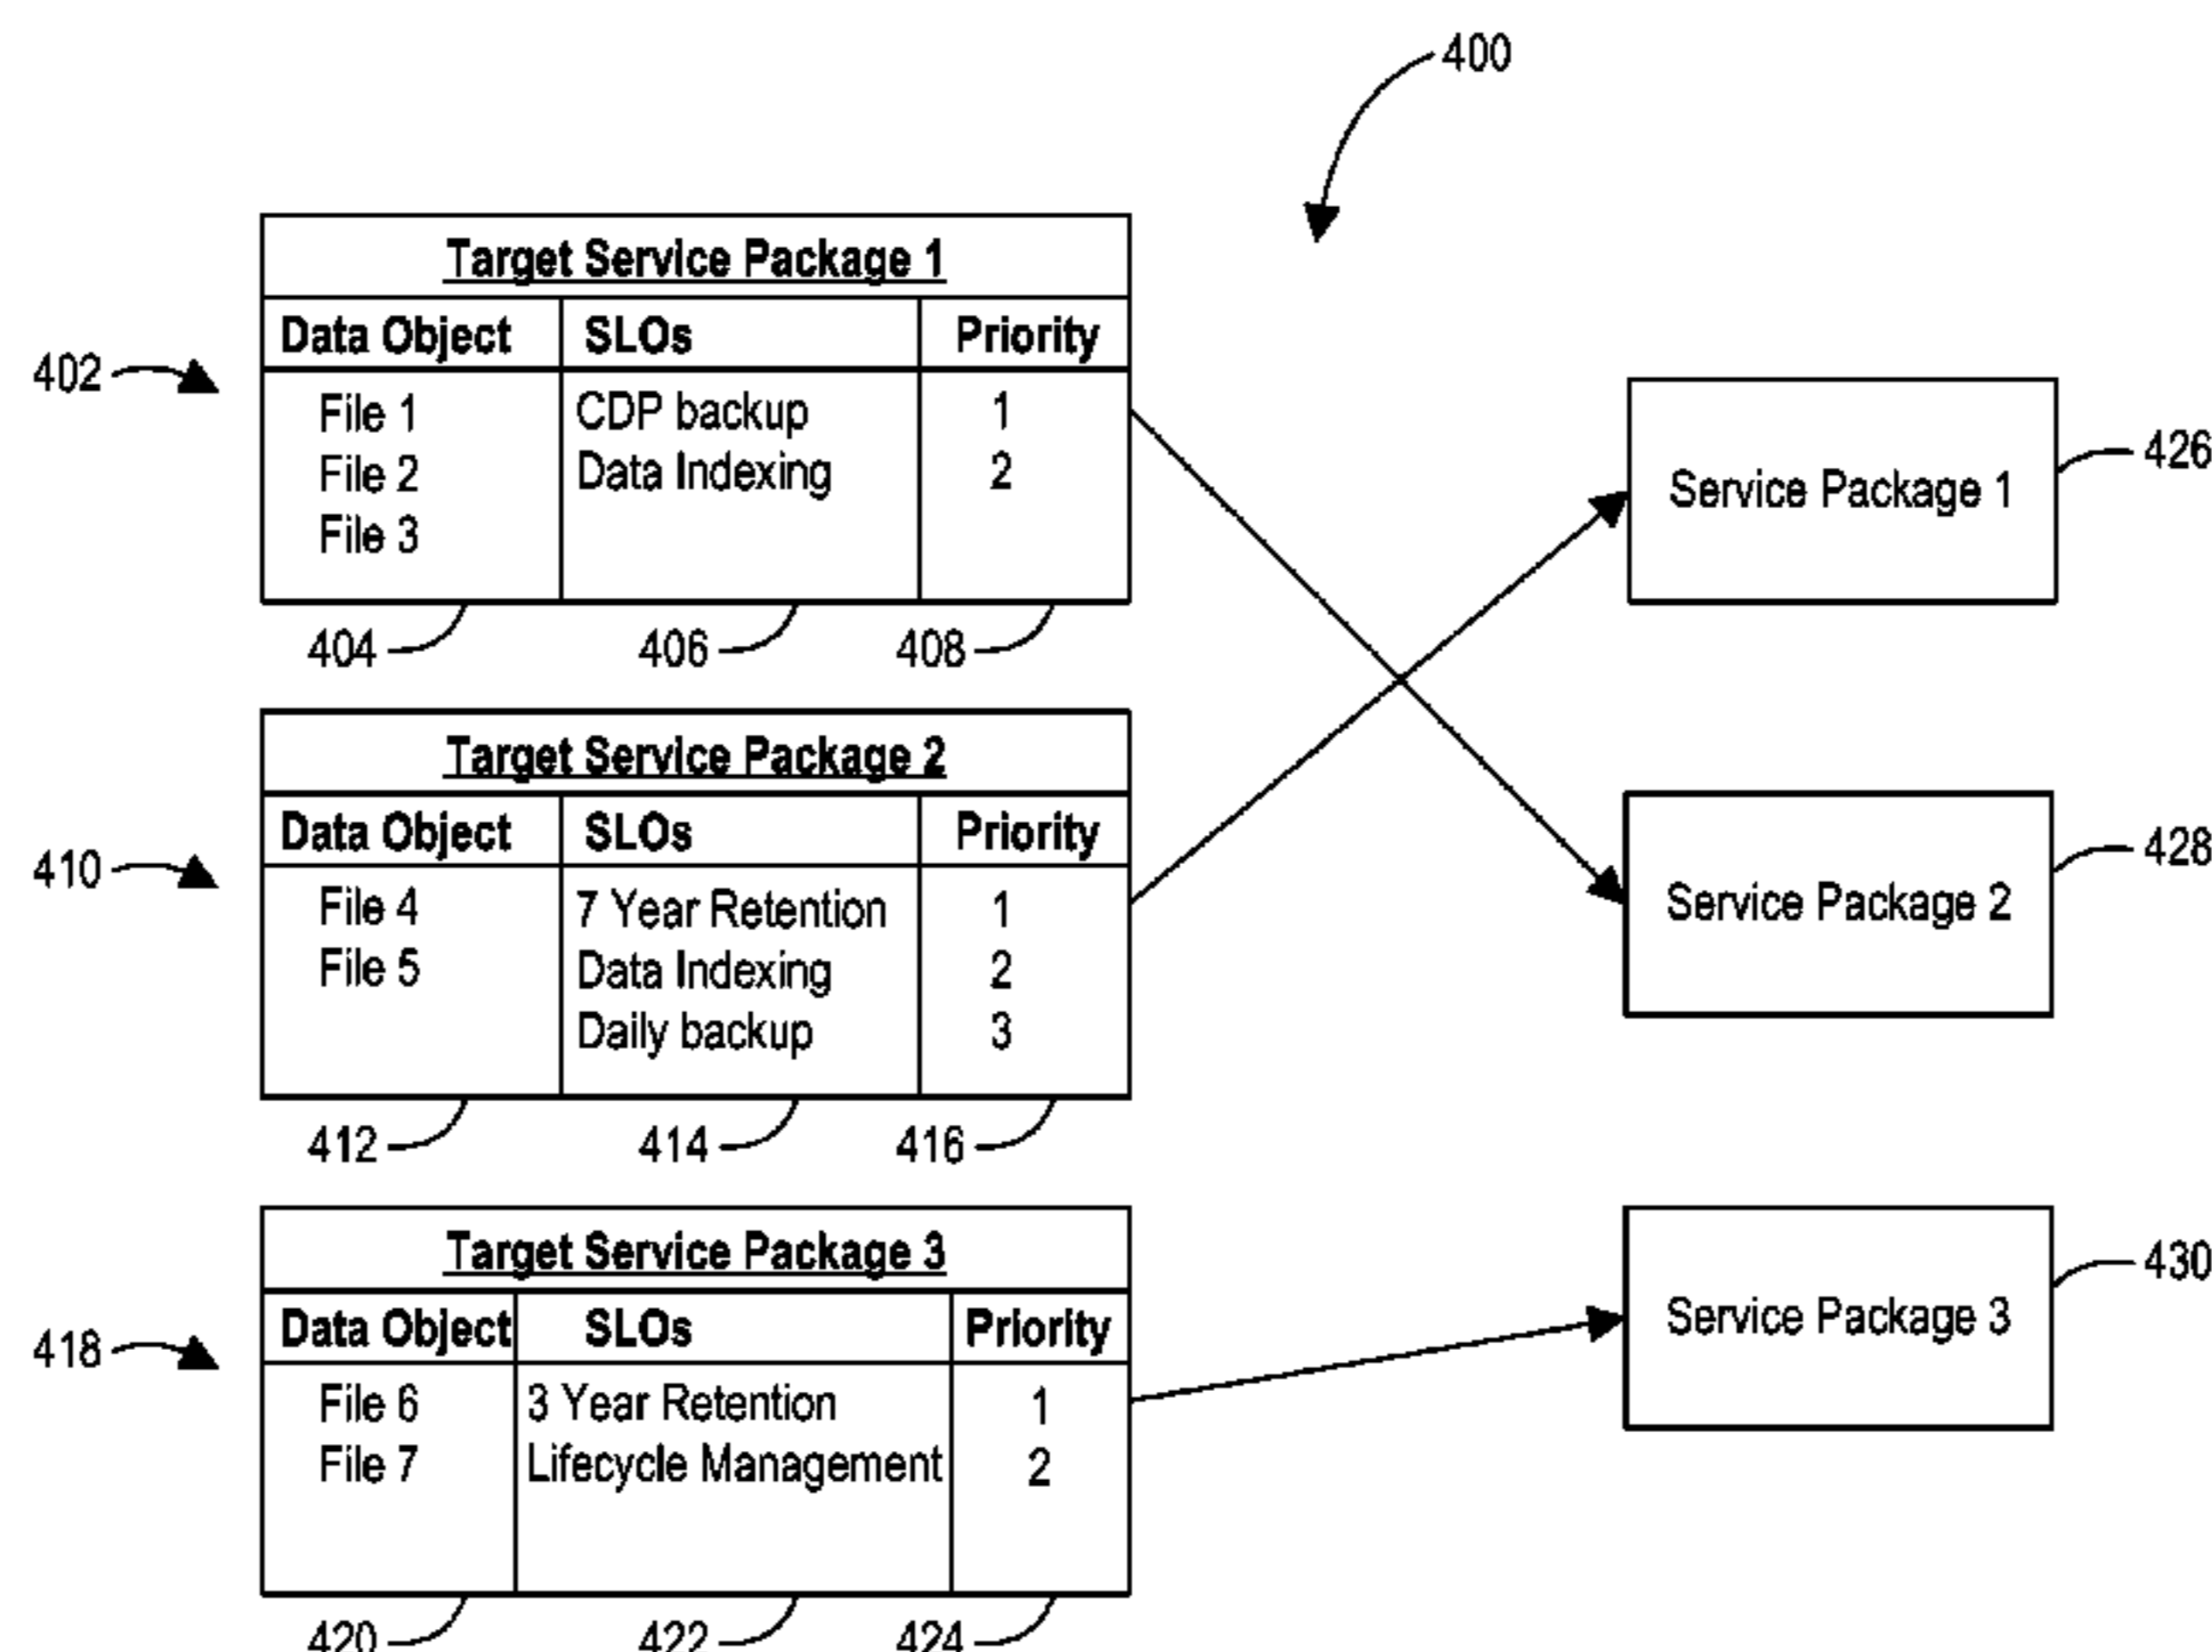 400
Target Service Package 1
Data Object SLOs Priority
402
File 1 CDP backup 1
File 2 Data Indexing 2
File 3
404 406 408
Target Service Package 2
Data Object SLOs Priority
410
File 4 7 Year Retention 1
File 5 Data Indexing 2
Daily backup 3
412 414 416
Target Service Package 3
Data Object SLOs Priority
418
File 6 3 Year Retention 1
File 7 Lifecycle Management 2
420 422 424
Service Package 1
426
Service Package 2
428
Service Package 3
430